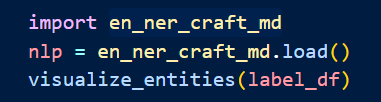 import en_ner_craft_md
nlp = en_ner_craft_md.load()
visualize_entities(label_df)